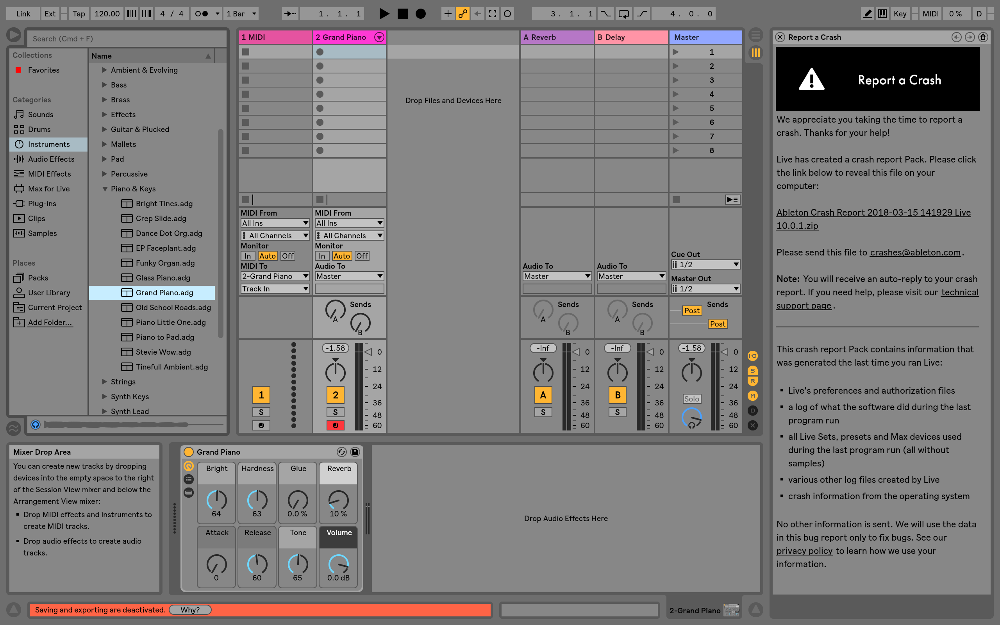 Link Ext Tap 120.00 4 / 4 1 Bar 1. 1. 1 3. 1. 1 4. 0. 0 Key MIDI 0 % D
Search (Cmd + F)
Collections
Favorites
Categories
Sounds
Drums
Instruments
Audio Effects
MIDI Effects
Max for Live
Plug-ins
Clips
Samples
Places
Packs
User Library
Current Project
Add Folder...
Name
Ambient & Evolving
Bass
Brass
Effects
Guitar & Plucked
Mallets
Pad
Percussive
Piano & Keys
Bright Tines.adg
Crep Slide.adg
Dance Dot Org.adg
EP Faceplant.adg
Funky Organ.adg
Glass Piano.adg
Grand Piano.adg
Old School Roads.adg
Piano Little One.adg
Piano to Pad.adg
Stevie Wow.adg
Tinefull Ambient.adg
Strings
Synth Keys
Synth Lead
1 MIDI
MIDI From
All Ins
All Channels
Monitor
In Auto Off
MIDI To
2-Grand Piano
Track In
1
S
2 Grand Piano
MIDI From
All Ins
All Channels
Monitor
In Auto Off
Audio To
Master
Sends
A
B
-1.58
0
12
24
36
48
60
2
S
Drop Files and Devices Here
A Reverb
Audio To
Master
Sends
A
B
-Inf
0
12
24
36
48
60
A
S
B Delay
Audio To
Master
Sends
A
B
-Inf
0
12
24
36
48
60
B
S
Master
1
2
3
4
5
6
7
8
Cue Out
1/2
Master Out
1/2
Sends
Post
Post
-1.58
0
12
24
36
48
60
Solo
I·O
S
R
M
D
X
Report a Crash
Report a Crash
We appreciate you taking the time to report a
crash. Thanks for your help!
Live has created a crash report Pack. Please click
the link below to reveal this file on your
computer:
Ableton Crash Report 2018-03-15 141929 Live
10.0.1.zip
Please send this file to crashes@ableton.com.
Note: You will receive an auto-reply to your crash
report. If you need help, please visit our technical
support page.
This crash report Pack contains information that
was generated the last time you ran Live:
Live's preferences and authorization files
a log of what the software did during the last
program run
all Live Sets, presets and Max devices used
during the last program run (all without
samples)
various other log files created by Live
crash information from the operating system
No other information is sent. We will use the data
in this bug report only to fix bugs. See our
privacy policy to learn how we use your
information.
Mixer Drop Area
You can create new tracks by dropping
devices into the empty space to the right
of the Session View mixer and below the
Arrangement View mixer:
Drop MIDI effects and instruments to
create MIDI tracks.
Drop audio effects to create audio
tracks.
Grand Piano
Bright Hardness Glue Reverb
64 63 0.0 % 10 %
Attack Release Tone Volume
0 60 65 0.0 dB
Drop Audio Effects Here
Saving and exporting are deactivated. Why?
2-Grand Piano